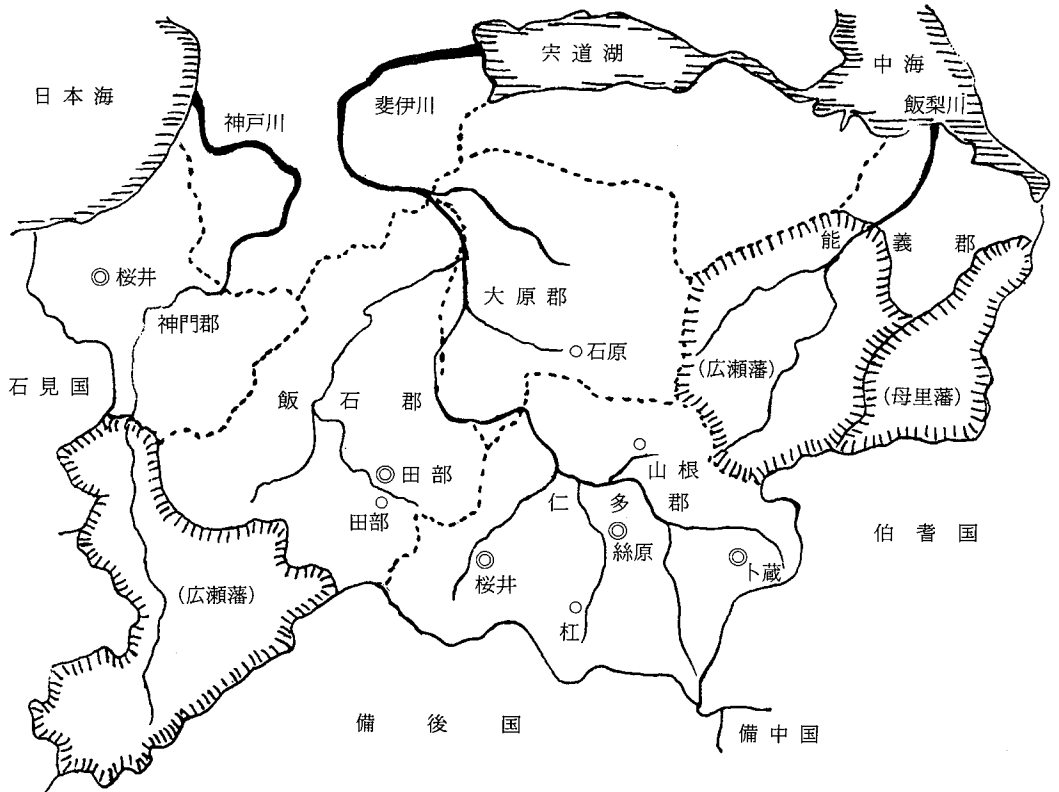 日本海
神戸川
斐伊川
宍道湖
中海
飯梨川
能義郡
◎桜井
神門郡
大原郡
○石原
石見国
飯石郡
(広瀬藩)
(母里藩)
◎田部
○
田部
○
山根
仁多郡
◎
桜井
◎
絲原
◎
卜蔵
○
杠
伯耆国
(広瀬藩)
備後国
備中国